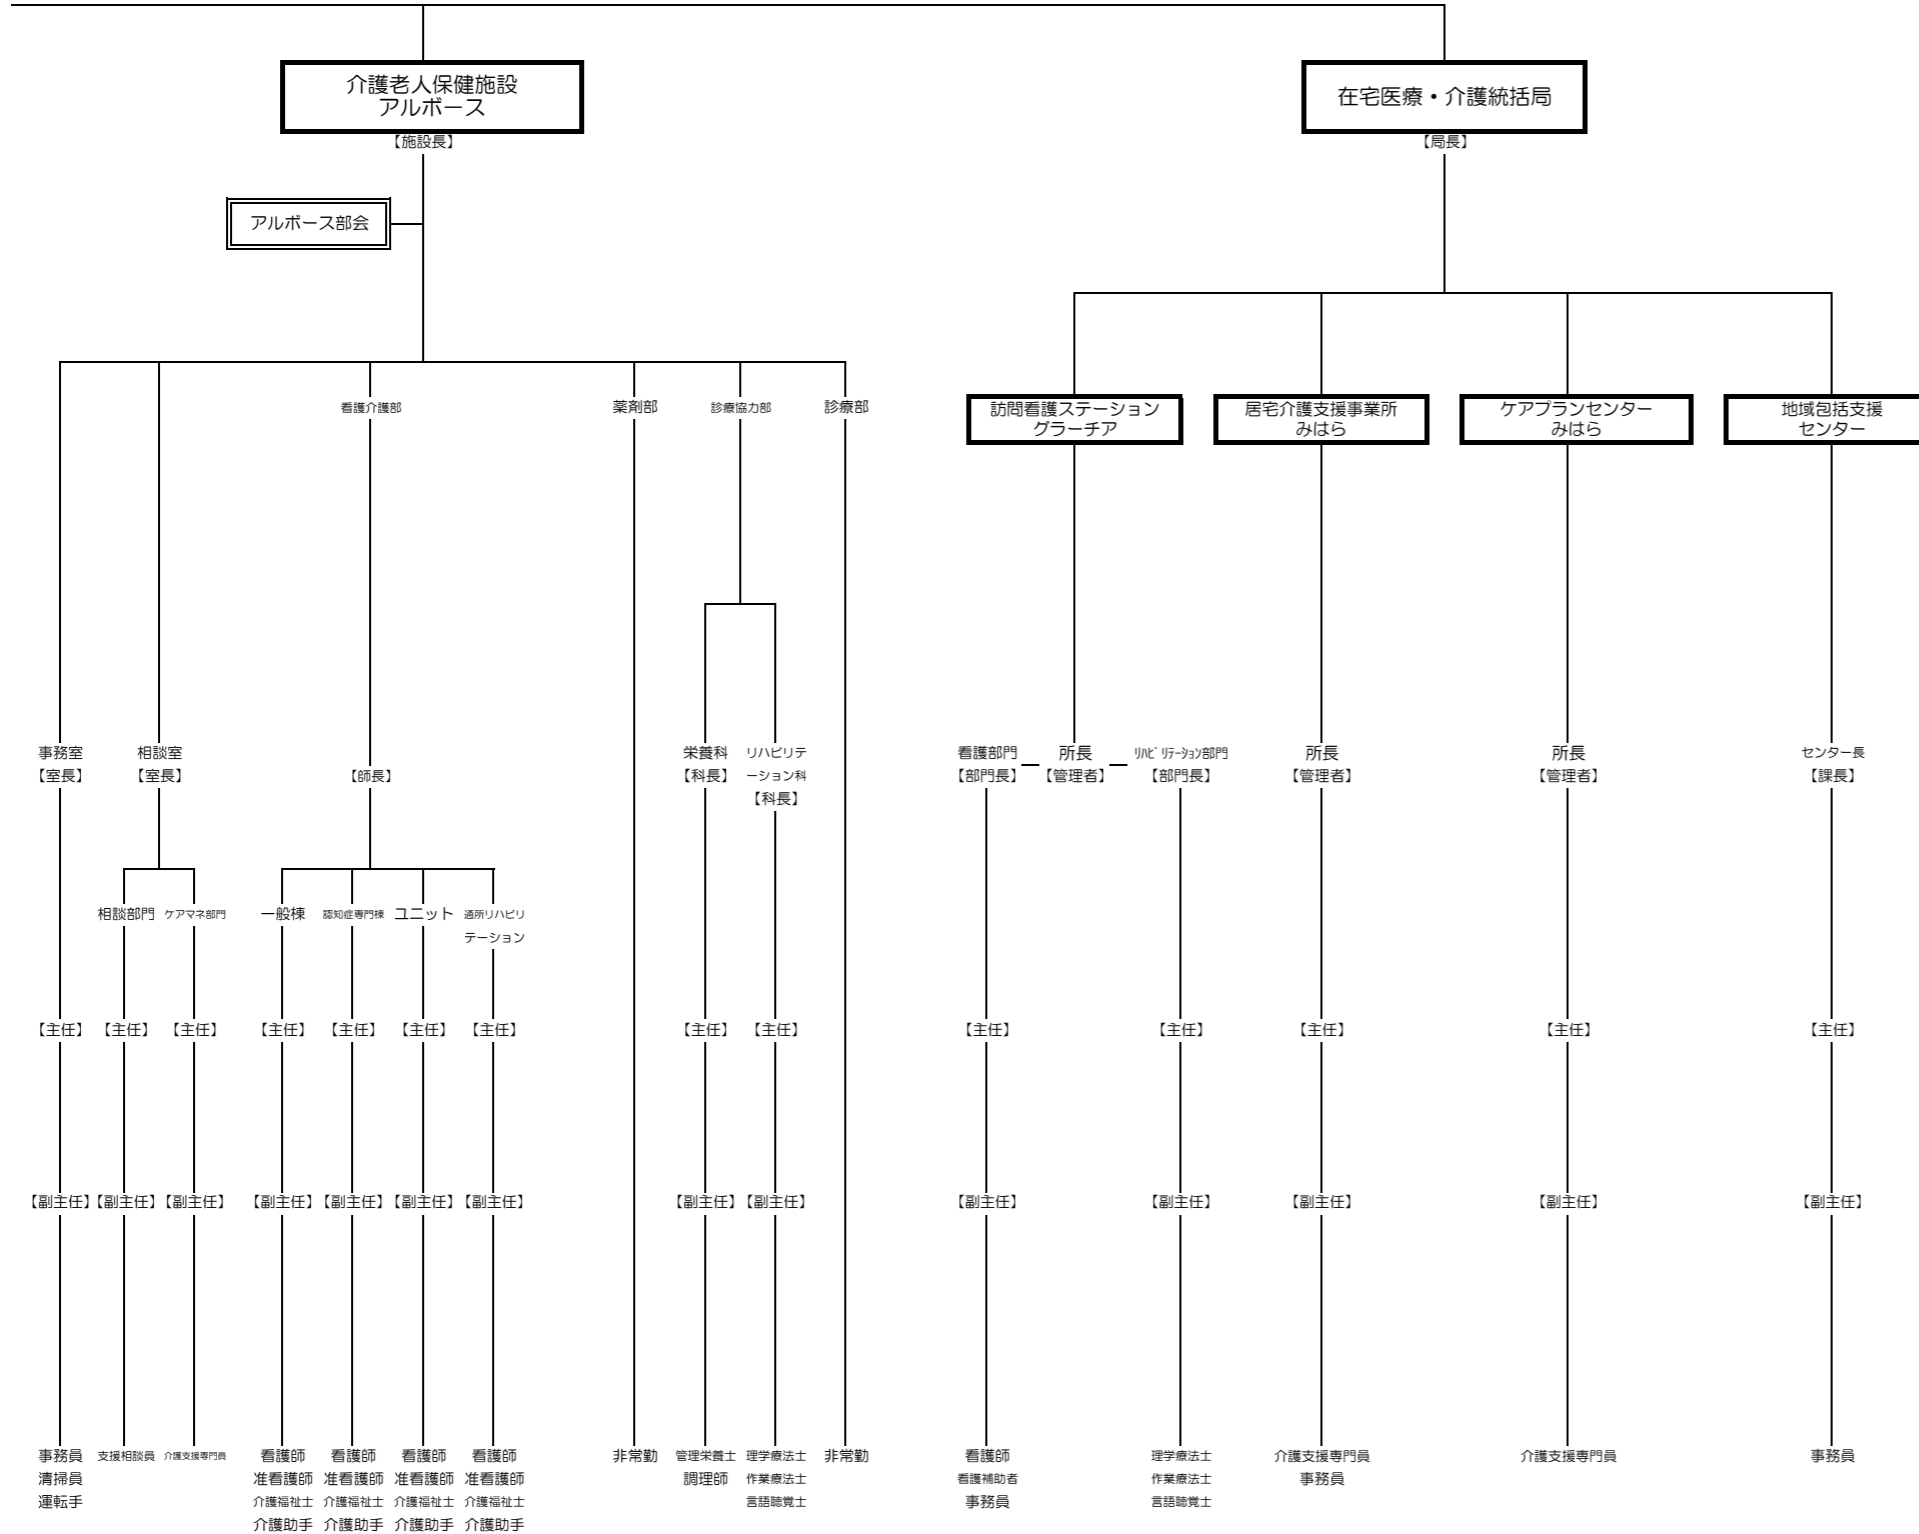 介護老人保健施設
アルボース
【施設長】
アルボース部会
在宅医療・介護統括局
【局長】
看護介護部
薬剤部
診療協力部
診療部
訪問看護ステーション
グラーチア
居宅介護支援事業所
みはら
ケアプランセンター
みはら
地域包括支援
センター
事務室
【室長】
相談室
【室長】
【師長】
栄養科
【科長】
リハビリテ
ーション科
【科長】
看護部門
【部門長】
所長
【管理者】
ﾘﾊﾋﾞﾘﾃｰｼｮﾝ部門
【部門長】
所長
【管理者】
所長
【管理者】
センター長
【課長】
相談部門
ケアマネ部門
一般棟
認知症専門棟
ユニット
通所リハビリ
テーション
【主任】
【主任】
【主任】
【主任】
【主任】
【主任】
【主任】
【主任】
【主任】
【主任】
【主任】
【主任】
【主任】
【主任】
【副主任】
【副主任】
【副主任】
【副主任】
【副主任】
【副主任】
【副主任】
【副主任】
【副主任】
【副主任】
【副主任】
【副主任】
【副主任】
【副主任】
事務員
清掃員
運転手
支援相談員
介護支援専門員
看護師
准看護師
介護福祉士
介護助手
看護師
准看護師
介護福祉士
介護助手
看護師
准看護師
介護福祉士
介護助手
看護師
准看護師
介護福祉士
介護助手
非常勤
管理栄養士
調理師
理学療法士
作業療法士
言語聴覚士
非常勤
看護師
看護補助者
事務員
理学療法士
作業療法士
言語聴覚士
介護支援専門員
事務員
介護支援専門員
事務員